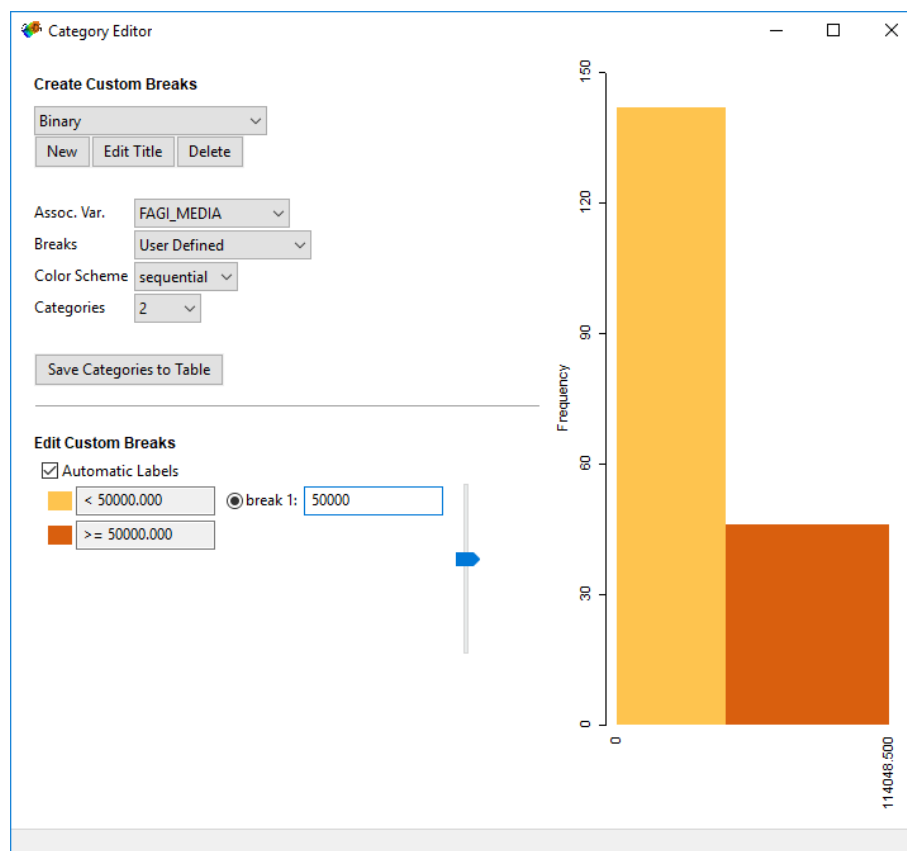 Category Editor
Create Custom Breaks
Binary
New Edit Title Delete
Assoc. Var. FAGI_MEDIA
Breaks User Defined
Color Scheme sequential
Categories 2
Save Categories to Table
Edit Custom Breaks
Automatic Labels
< 50000.000 break 1: 50000
>= 50000.000
150
120
90
60
30
0
Frequency
0
114048.500